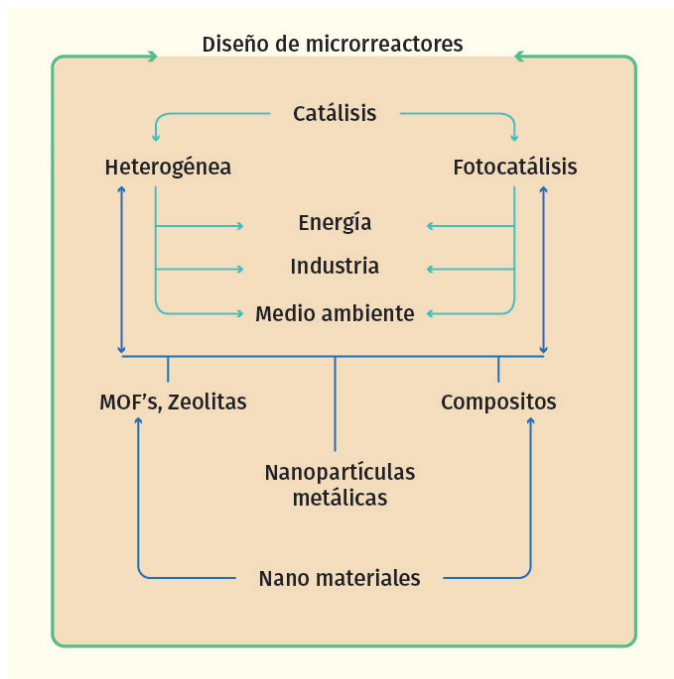 Diseño de microrreactores
Catálisis
Heterogénea
Fotocatálisis
Energía
Industria
Medio ambiente
MOF's, Zeolitas
Compositos
Nanopartículas
metálicas
Nano materiales